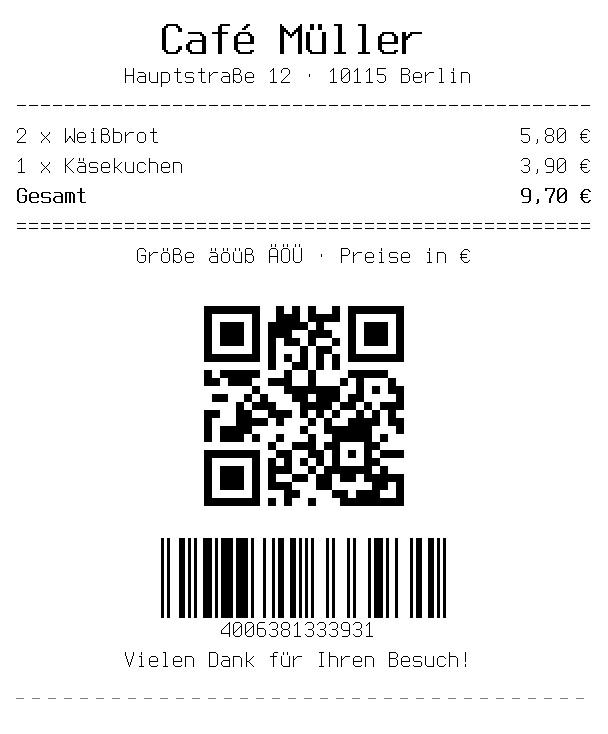 Café Müller
Hauptstraße 12 · 10115 Berlin
2 x Weißbrot 5,80 €
1 x Käsekuchen 3,90 €
Gesamt 9,70 €
Größe äöüß ÄÖÜ · Preise in €
4006381333931
Vielen Dank für Ihren Besuch!